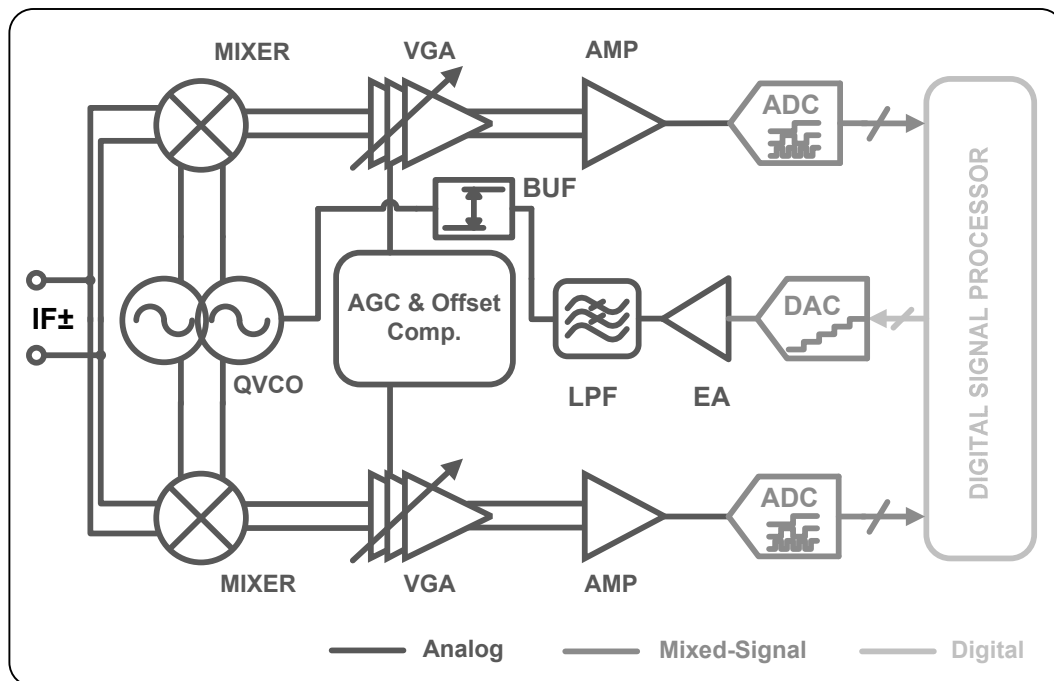 MIXER
VGA
AMP
ADC
BUF
DIGITAL SIGNAL PROCESSOR
IF±
AGC & Offset
Comp.
DAC
QVCO
LPF
EA
ADC
MIXER
VGA
AMP
Analog
Mixed-Signal
Digital